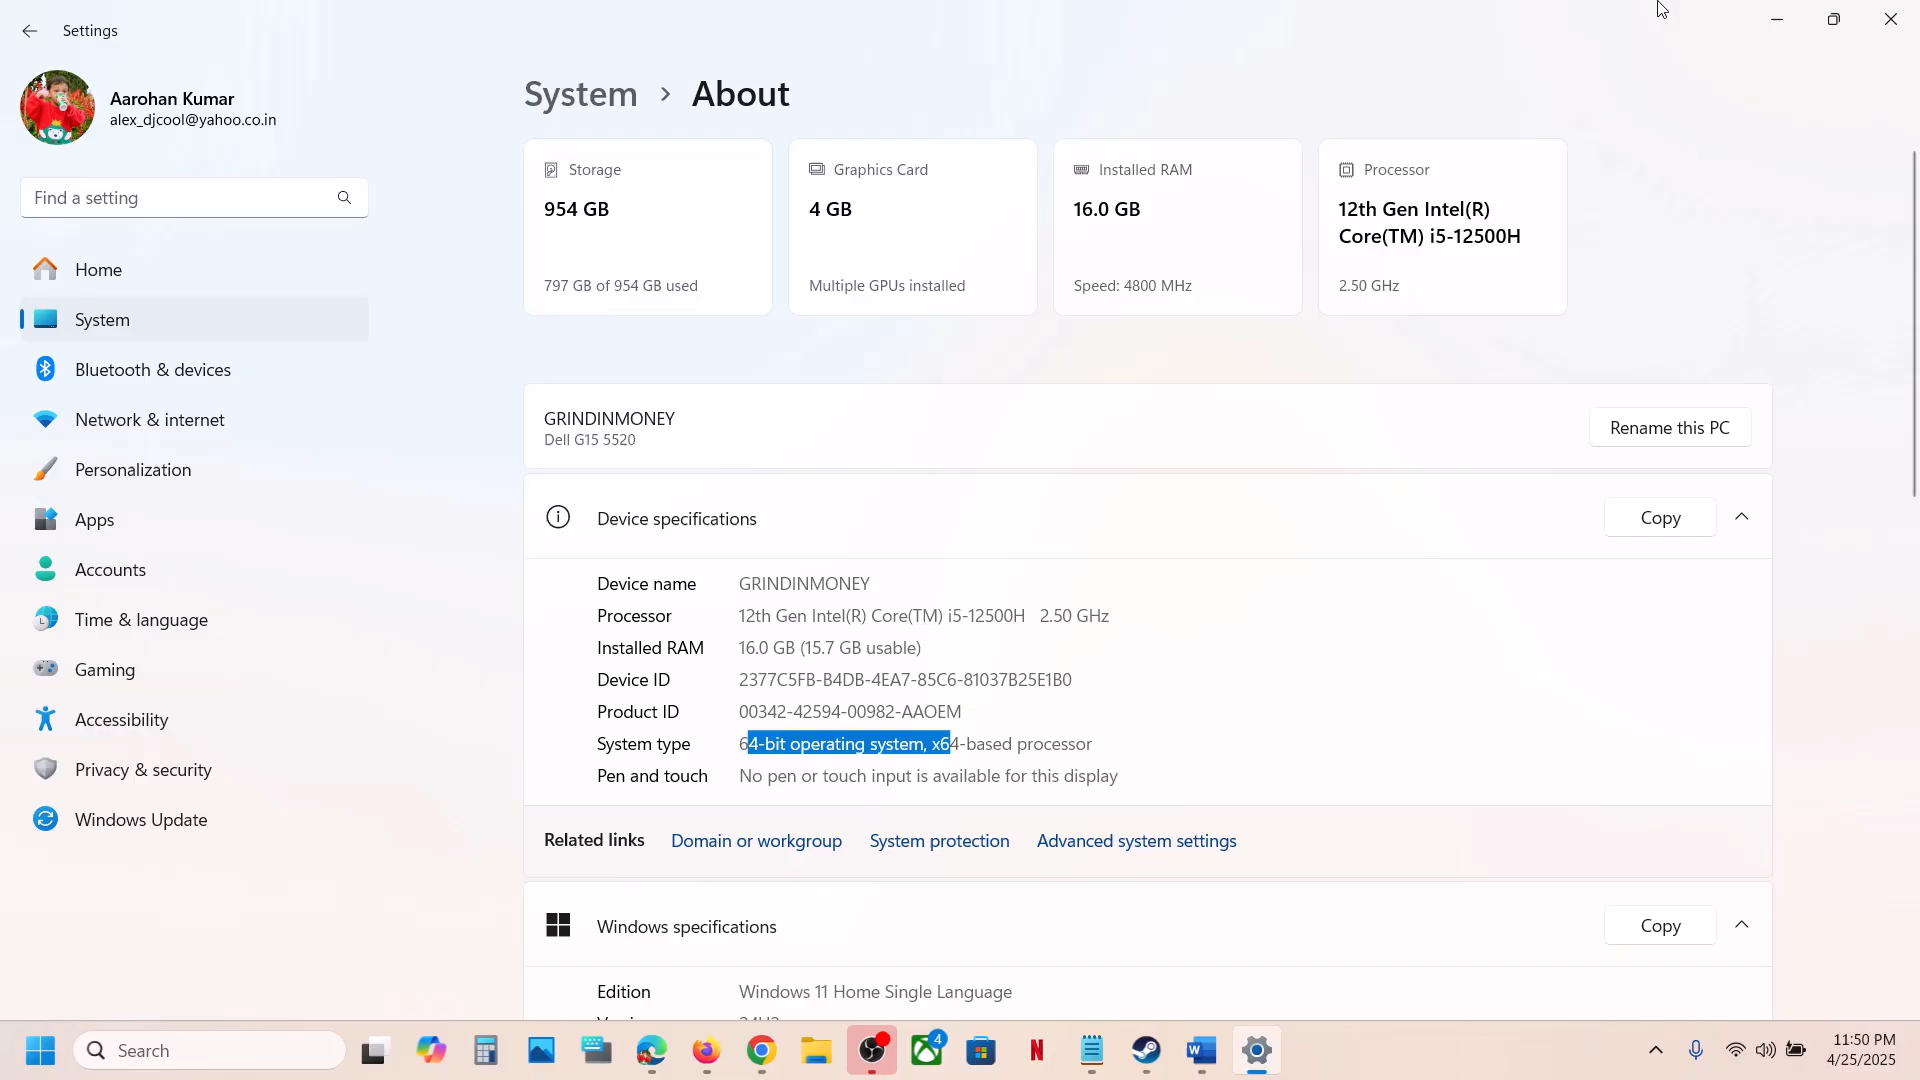 Settings
Aarohan Kumar
alex_djcool@yahoo.co.in
Find a setting
Home
System
Bluetooth & devices
Network & internet
Personalization
Apps
Accounts
Time & language
Gaming
Accessibility
Privacy & security
Windows Update
System > About
Storage
954 GB
797 GB of 954 GB used
Graphics Card
4 GB
Multiple GPUs installed
Installed RAM
16.0 GB
Speed: 4800 MHz
Processor
12th Gen Intel(R)
Core(TM) i5-12500H
2.50 GHz
GRINDINMONEY
Dell G15 5520
Rename this PC
Device specifications
Copy
Device name GRINDINMONEY
Processor 12th Gen Intel(R) Core(TM) i5-12500H 2.50 GHz
Installed RAM 16.0 GB (15.7 GB usable)
Device ID 2377C5FB-B4DB-4EA7-85C6-81037B25E1B0
Product ID 00342-42594-00982-AAOEM
System type 64-bit operating system, x64-based processor
Pen and touch No pen or touch input is available for this display
Related links Domain or workgroup System protection Advanced system settings
Windows specifications
Copy
Edition Windows 11 Home Single Language
Search
4
11:50 PM
4/25/2025